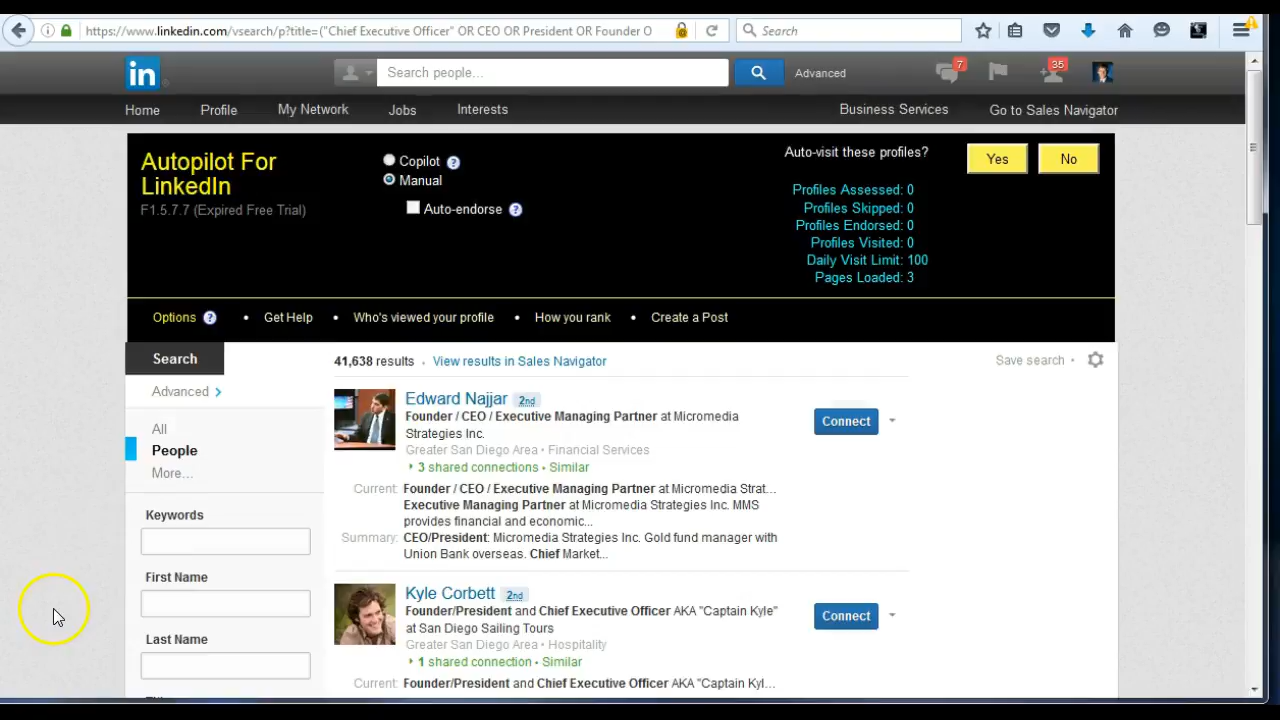 https://www.linkedin.com/vsearch/p?title=("Chief Executive Officer" OR CEO OR President OR Founder O
Search
in
Search people...
Advanced
7
35
Home
Profile
My Network
Jobs
Interests
Business Services
Go to Sales Navigator
Autopilot For
LinkedIn
F1.5.7.7 (Expired Free Trial)
Copilot ?
Manual
Auto-endorse ?
Auto-visit these profiles?
Yes
No
Profiles Assessed: 0
Profiles Skipped: 0
Profiles Endorsed: 0
Profiles Visited: 0
Daily Visit Limit: 100
Pages Loaded: 3
Options ? • Get Help • Who's viewed your profile • How you rank • Create a Post
Search
Advanced
All
People
More...
Keywords
First Name
Last Name
41,638 results • View results in Sales Navigator
Save search •
Edward Najjar 2nd
Founder / CEO / Executive Managing Partner at Micromedia
Strategies Inc.
Greater San Diego Area • Financial Services
3 shared connections • Similar
Connect
Current: Founder / CEO / Executive Managing Partner at Micromedia Strat...
Executive Managing Partner at Micromedia Strategies Inc. MMS
provides financial and economic...
Summary: CEO/President: Micromedia Strategies Inc. Gold fund manager with
Union Bank overseas. Chief Market...
Kyle Corbett 2nd
Founder/President and Chief Executive Officer AKA "Captain Kyle"
at San Diego Sailing Tours
Greater San Diego Area • Hospitality
1 shared connection • Similar
Connect
Current: Founder/President and Chief Executive Officer AKA "Captain Kyl...